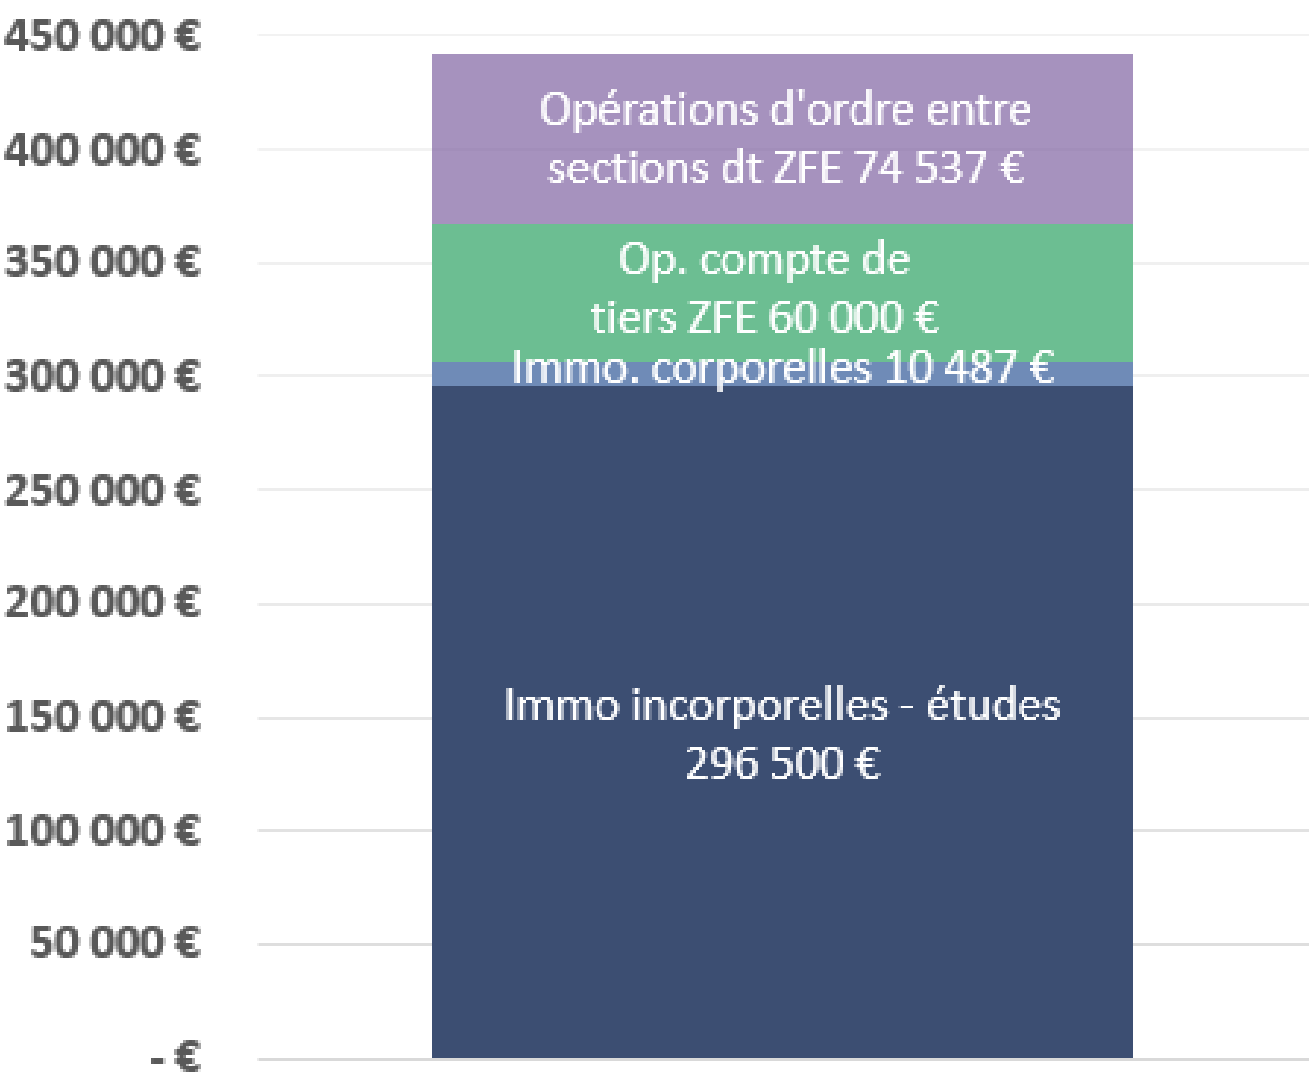 450 000 €
400 000 €
350 000 €
300 000 €
250 000 €
200 000 €
150 000 €
100 000 €
50 000 €
- €
Opérations d'ordre entre
sections dt ZFE 74 537 €
Op. compte de
tiers ZFE 60 000 €
Immo. corporelles 10 487 €
Immo incorporelles - études
296 500 €